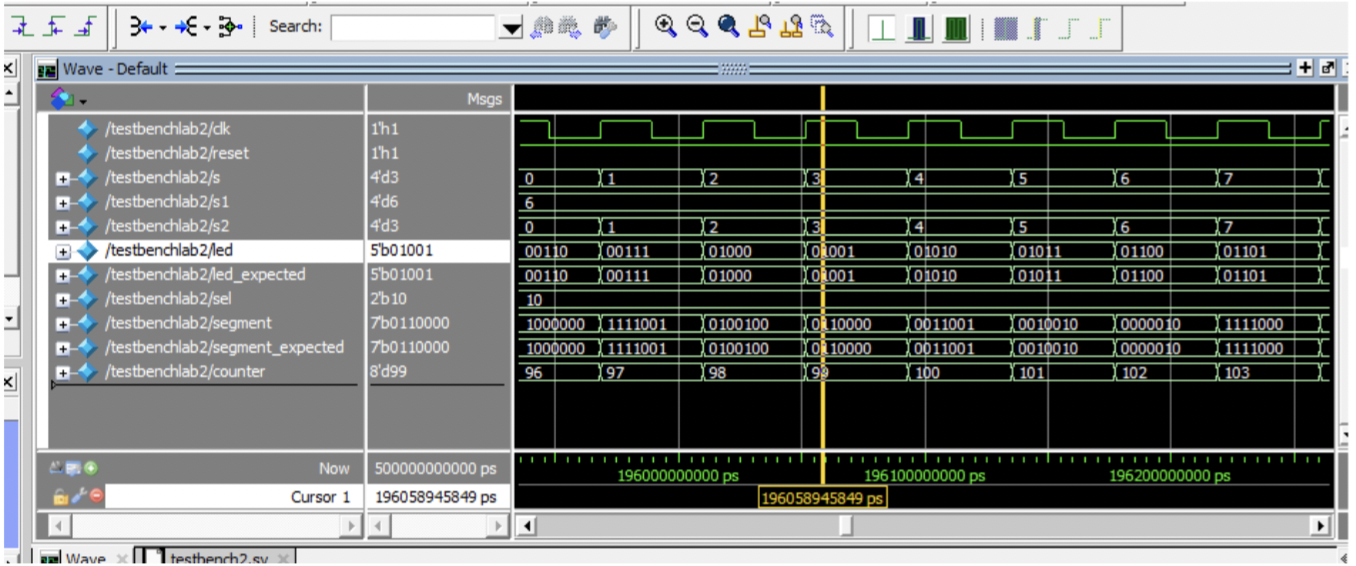 Search:
Wave - Default
Msgs
/testbenchlab2/clk 1'h1
/testbenchlab2/reset 1'h1
/testbenchlab2/s 4'd3 0 1 2 3 4 5 6 7
/testbenchlab2/s1 4'd6 6
/testbenchlab2/s2 4'd3 0 1 2 3 4 5 6 7
/testbenchlab2/led 5'b01001 00110 00111 01000 01001 01010 01011 01100 01101
/testbenchlab2/led_expected 5'b01001 00110 00111 01000 01001 01010 01011 01100 01101
/testbenchlab2/sel 2'b10 10
/testbenchlab2/segment 7'b0110000 1000000 1111001 0100100 0110000 0011001 0010010 0000010 1111000
/testbenchlab2/segment_expected 7'b0110000 1000000 1111001 0100100 0110000 0011001 0010010 0000010 1111000
/testbenchlab2/counter 8'd99 96 97 98 99 100 101 102 103
Now 500000000000 ps 196000000000 ps 196100000000 ps 196200000000 ps
Cursor 1 196058945849 ps 196058945849 ps
Wave testbench2.sv